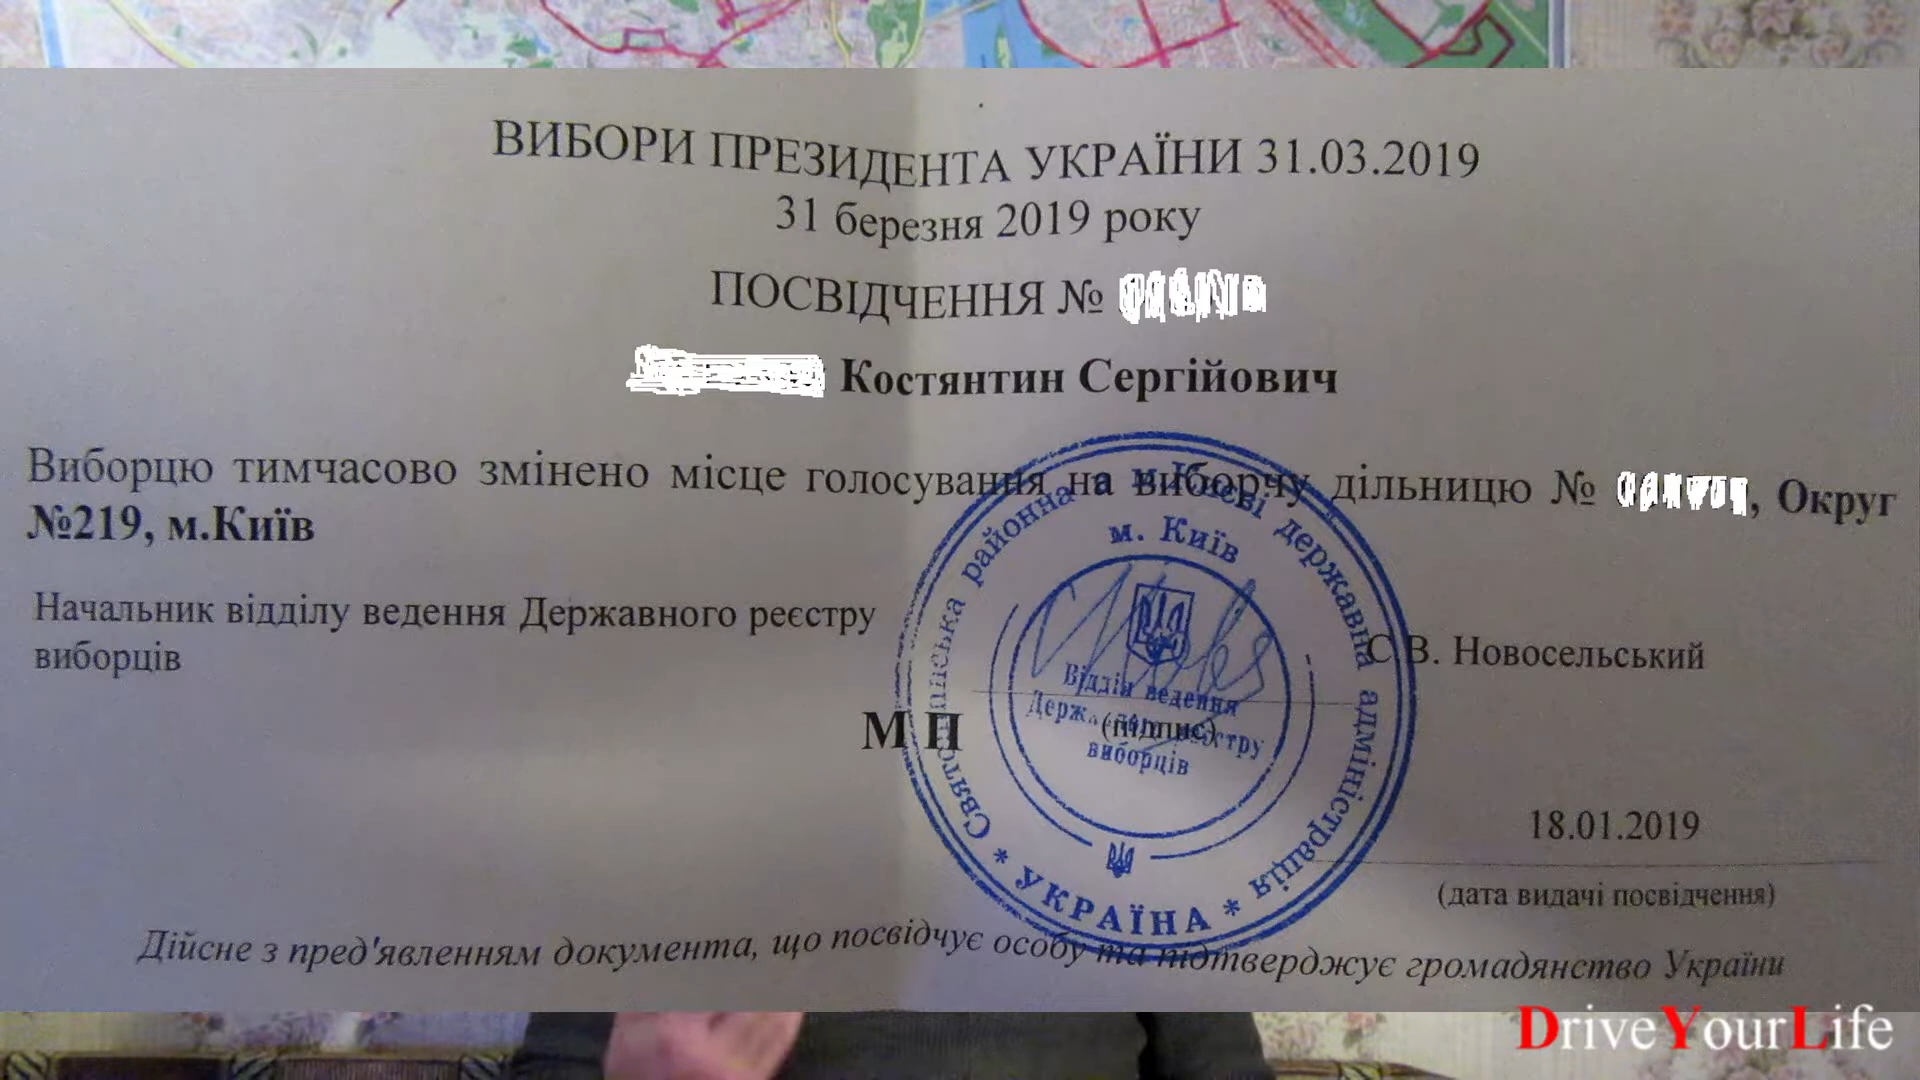 ВИБОРИ ПРЕЗИДЕНТА УКРАЇНИ 31.03.2019
31 березня 2019 року
ПОСВІДЧЕННЯ №
Костянтин Сергійович
Виборцю тимчасово змінено місце голосування на виборчу дільницю № , Округ
№219, м.Київ
Начальник відділу ведення Державного реєстру
виборців
С.В. Новосельський
М П
(підпис)
Святошинська районна в м.Києві державна адміністрація
м. Київ
Відділ ведення
Державного реєстру
виборців
* УКРАЇНА *
18.01.2019
(дата видачі посвідчення)
Дійсне з пред'явленням документа, що посвідчує особу та підтверджує громадянство України
DriveYourLife